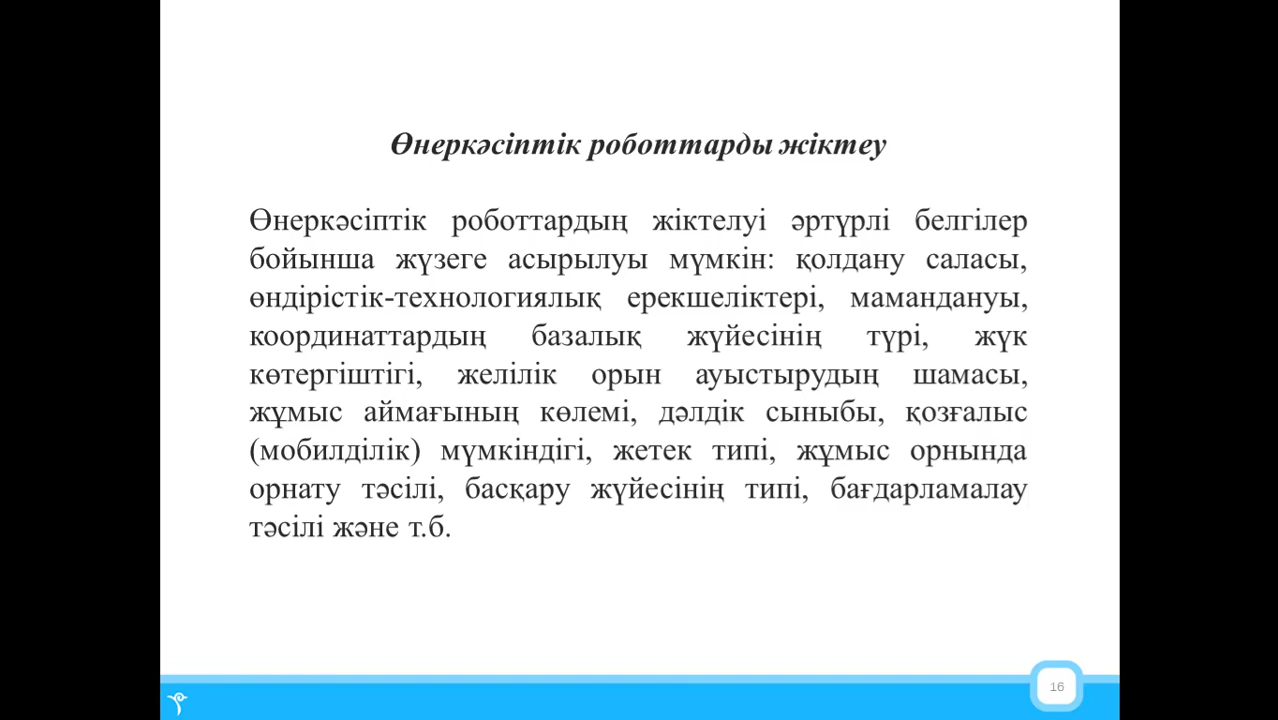 Өнеркәсіптік роботтарды жіктеу
Өнеркәсіптік роботтардың жіктелуі әртүрлі белгілер
бойынша жүзеге асырылуы мүмкін: қолдану саласы,
өндірістік-технологиялық ерекшеліктері, мамандануы,
координаттардың базалық жүйесінің түрі, жүк
көтергіштігі, желілік орын ауыстырудың шамасы,
жұмыс аймағының көлемі, дәлдік сыныбы, қозғалыс
(мобилділік) мүмкіндігі, жетек типі, жұмыс орнында
орнату тәсілі, басқару жүйесінің типі, бағдарламалау
тәсілі және т.б.
16